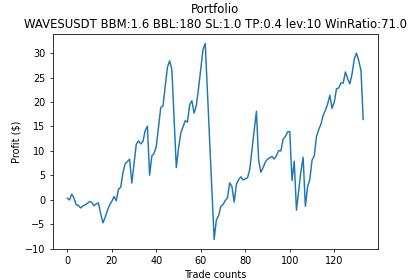 Portfolio
WAVESUSDT BBM:1.6 BBL:180 SL:1.0 TP:0.4 lev:10 WinRatio:71.0
30
25
20
15
10
5
0
−5
−10
Profit ($)
0 20 40 60 80 100 120
Trade counts